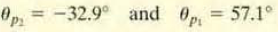 θp₂ = −32.9° and θp₁ = 57.1°